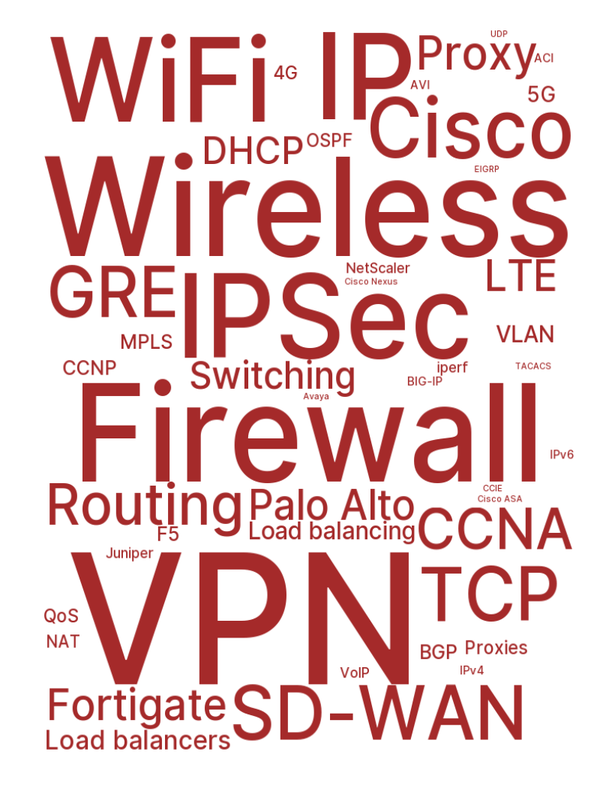 UDP
WiFi IP Proxy ACI
4G
AVI 5G
Cisco
DHCP OSPF
EIGRP
Wireless
NetScaler LTE
GRE IPSec Cisco Nexus
MPLS VLAN
CCNP Switching iperf TACACS
BIG-IP
Avaya
Firewall
IPv6
CCIE
Cisco ASA
Routing Palo Alto
F5 Load balancing CCNA
Juniper
VPN TCP
QoS
NAT BGP Proxies
VoIP IPv4
Fortigate SD-WAN
Load balancers